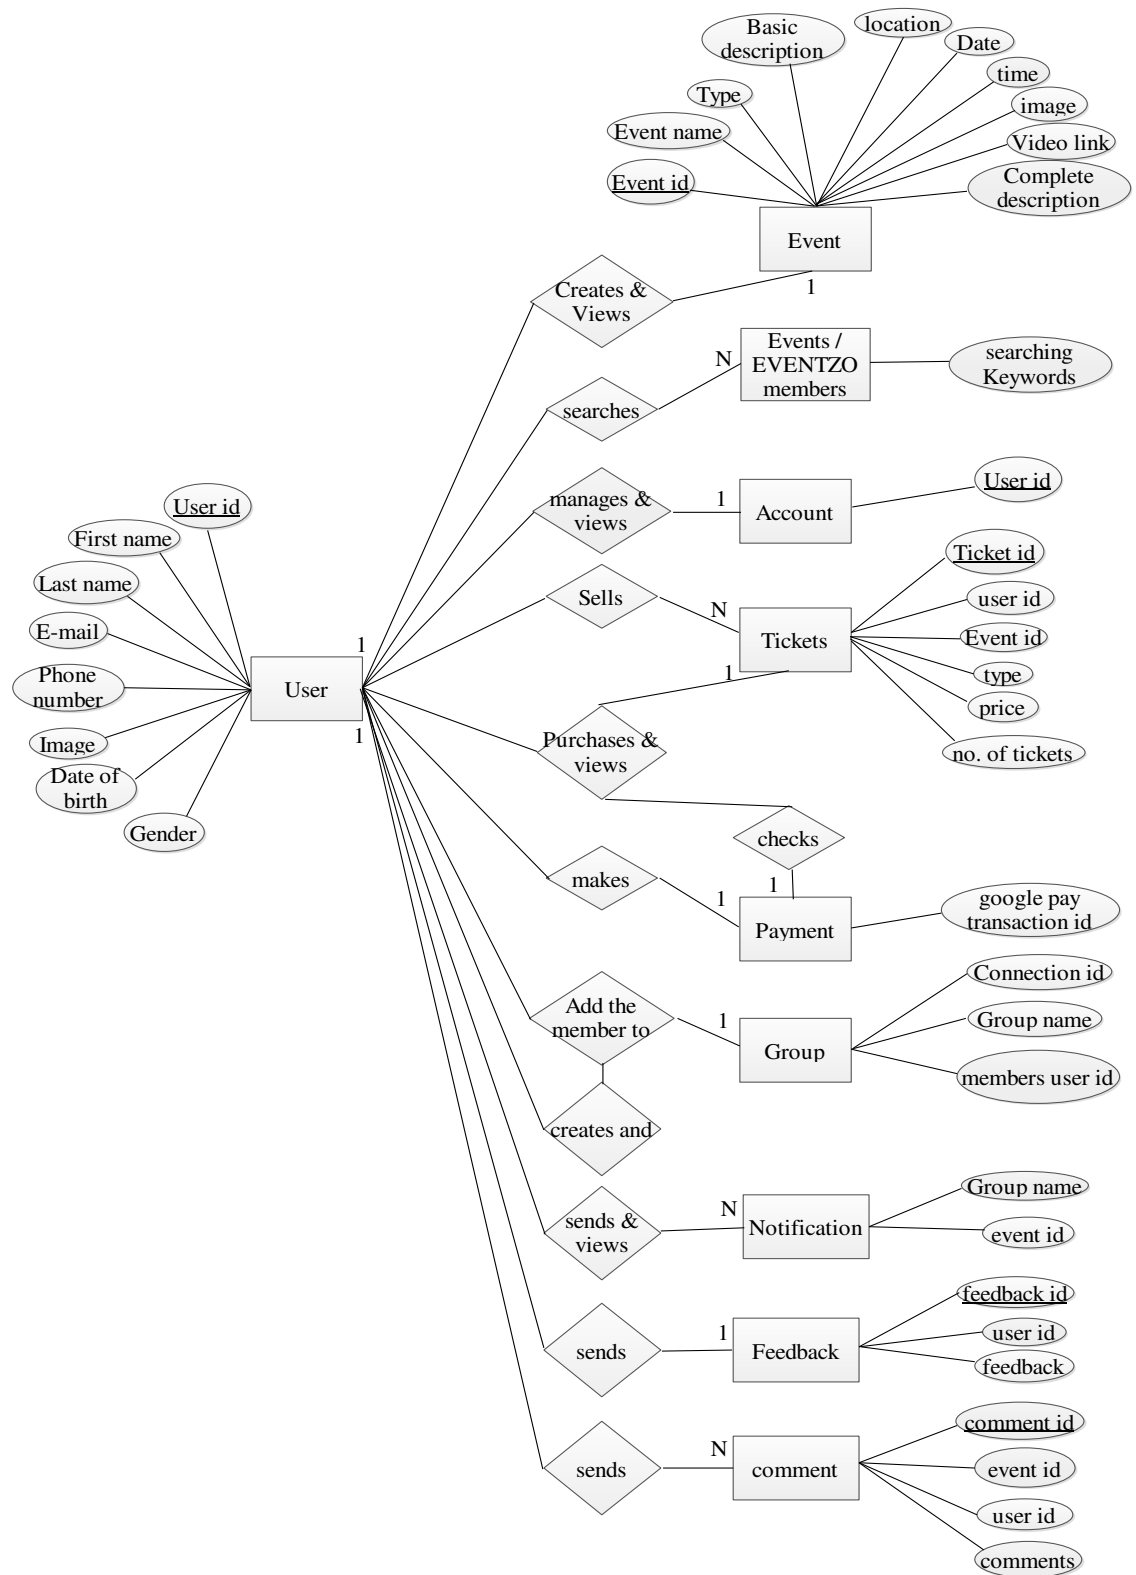 Basic
description
location
Date
time
image
Video link
Complete
description
Type
Event name
Event id
Event
1
Creates &
Views
Events /
EVENTZO
members
N
searching
Keywords
searches
User id
manages &
views
1
Account
User id
First name
Last name
E-mail
Phone
number
Image
Date of
birth
Gender
1
User
1
Sells
N
Tickets
1
Ticket id
user id
Event id
type
price
no. of tickets
Purchases &
views
checks
1
makes
1
Payment
google pay
transaction id
Add the
member to
1
Group
Connection id
Group name
members user id
creates and
sends &
views
N
Notification
Group name
event id
sends
1
Feedback
feedback id
user id
feedback
sends
N
comment
comment id
event id
user id
comments